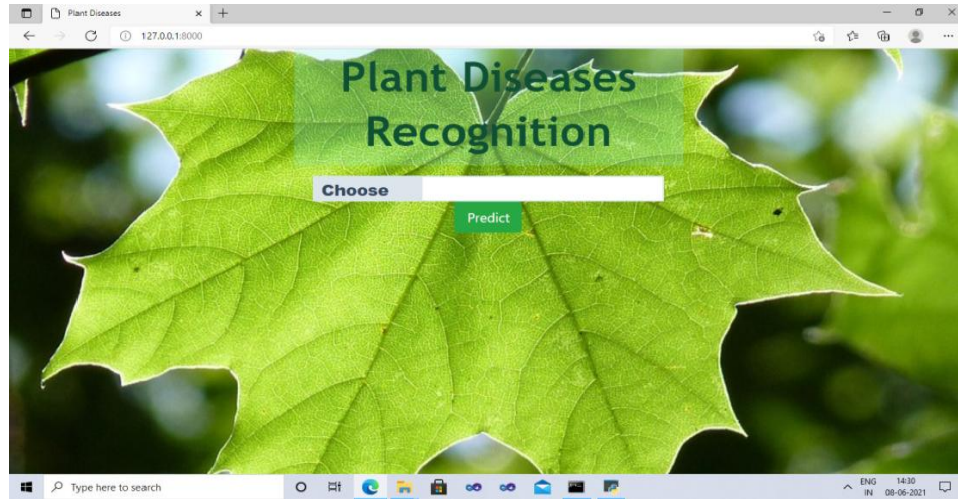 Plant Diseases
127.0.0.1:8000
Plant Diseases
Recognition
Choose
Predict
Type here to search
ENG
IN
14:30
08-06-2021